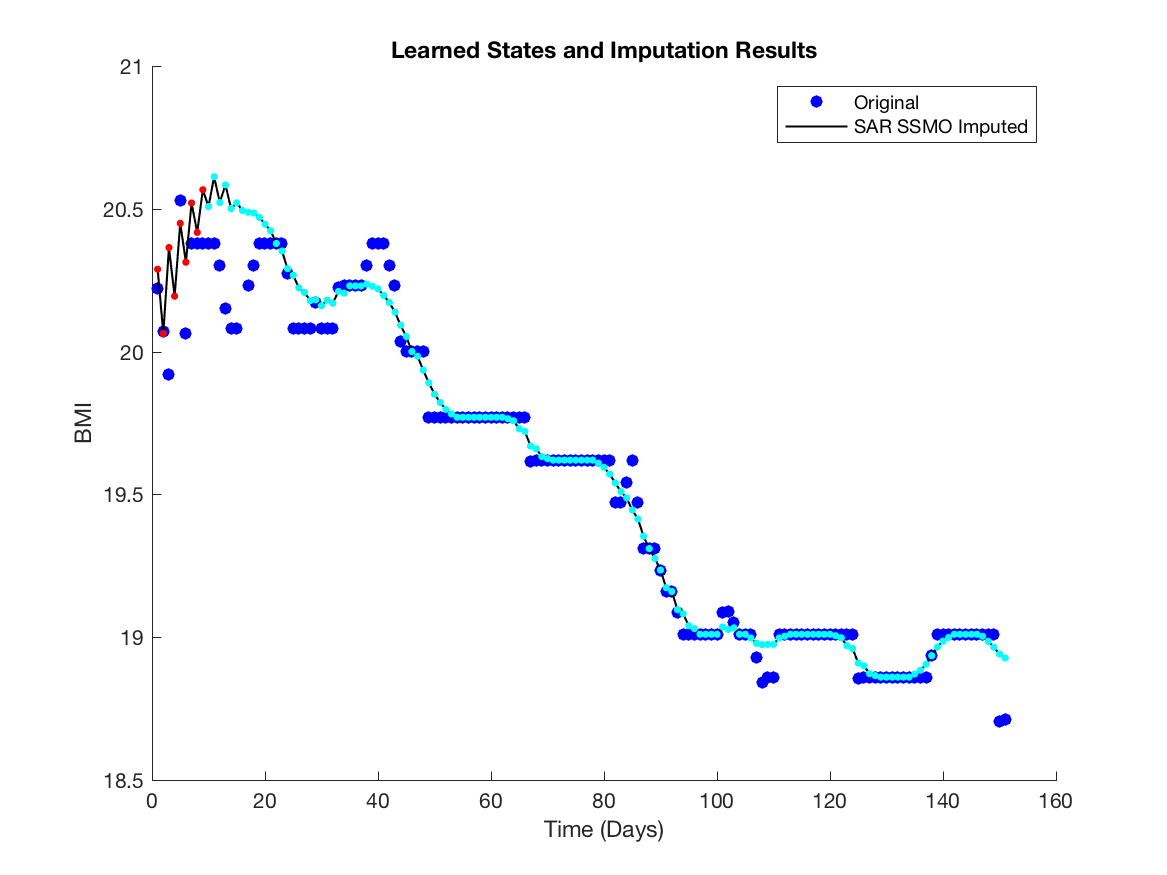 Learned States and Imputation Results
21
20.5
20
19.5
19
18.5
BMI
Original
SAR SSMO Imputed
0 20 40 60 80 100 120 140 160
Time (Days)